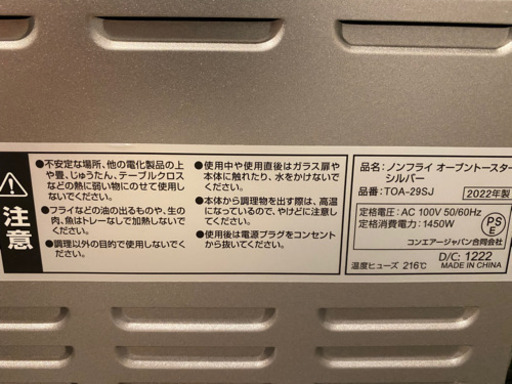 注意
●不安定な場所、他の電化製品の上
や畳、じゅうたん、テーブルクロス
などの熱に弱い物にのせて使用し
ないでください。
●フライなどの油の出るものや、生の
肉、魚はトレーなしで加熱しないで
ください。
●調理以外の目的で使用しないで
ください。
●使用中や使用直後はガラス扉や
本体に触れたり、水をかけないで
ください。
●本体から調理物を出す際は、高温
になっているので、やけどに注意して
ください。
●使用後は電源プラグをコンセント
から抜いてください。
品名:ノンフライ オーブントースター
シルバー
品番:TOA-29SJ 2022年製
定格電圧:AC 100V 50/60Hz
定格消費電力:1450W
PSE
コンエアージャパン合同会社
D/C: 1222
温度ヒューズ 216℃ MADE IN CHINA